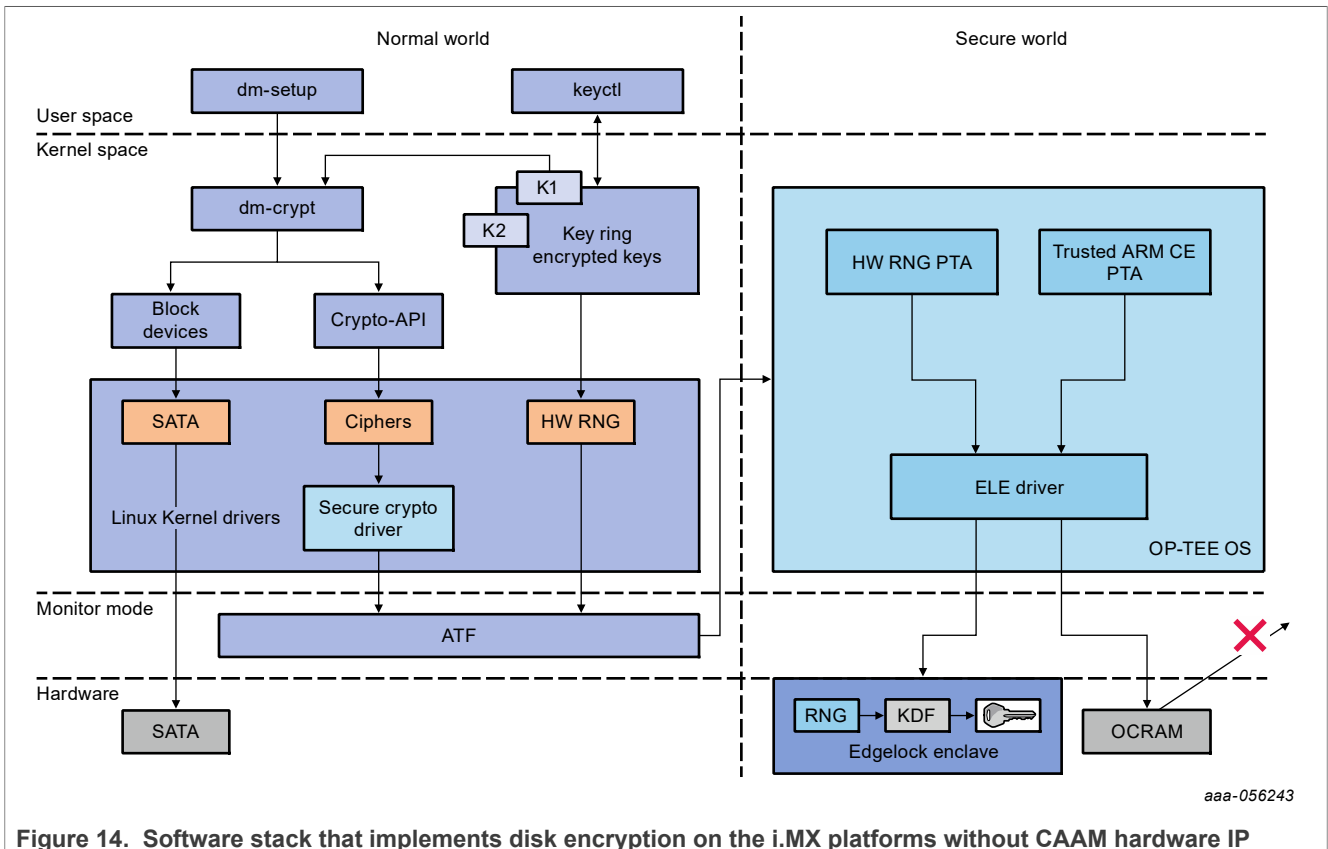 Normal world
Secure world
dm-setup
keyctl
User space
Kernel space
K1
dm-crypt
K2
Key ring
encrypted keys
HW RNG PTA
Trusted ARM CE
PTA
Block
devices
Crypto-API
SATA
Ciphers
HW RNG
ELE driver
Linux Kernel drivers
Secure crypto
driver
OP-TEE OS
Monitor mode
ATF
Hardware
SATA
RNG
KDF
OCRAM
Edgelock enclave
aaa-056243
Figure 14. Software stack that implements disk encryption on the i.MX platforms without CAAM hardware IP